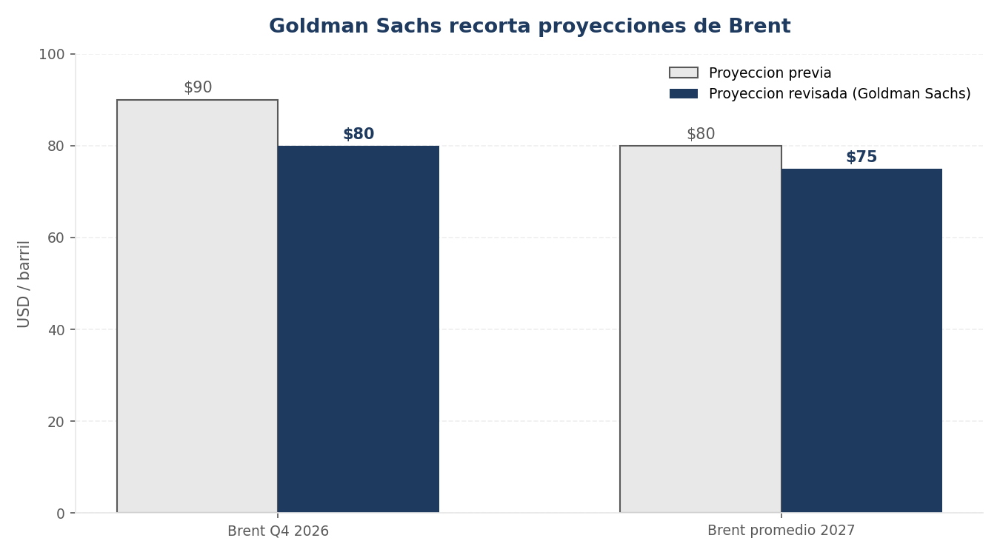 Goldman Sachs recorta proyecciones de Brent
Proyeccion previa
Proyeccion revisada (Goldman Sachs)
USD / barril
100
80
60
40
20
0
$90
$80
$80
$75
Brent Q4 2026
Brent promedio 2027